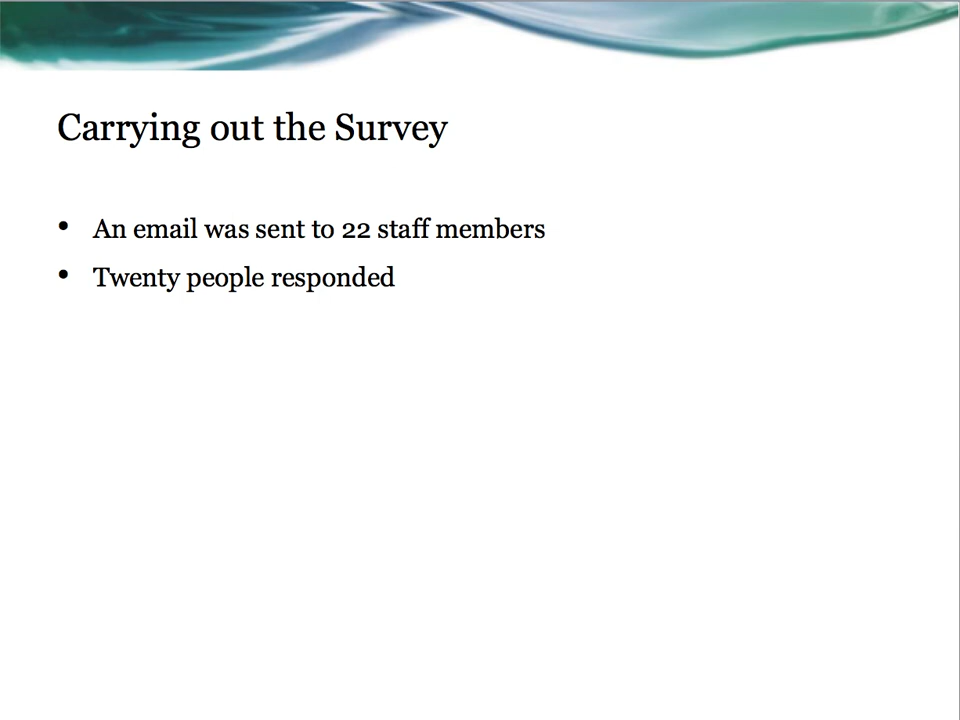 Carrying out the Survey
• An email was sent to 22 staff members
• Twenty people responded